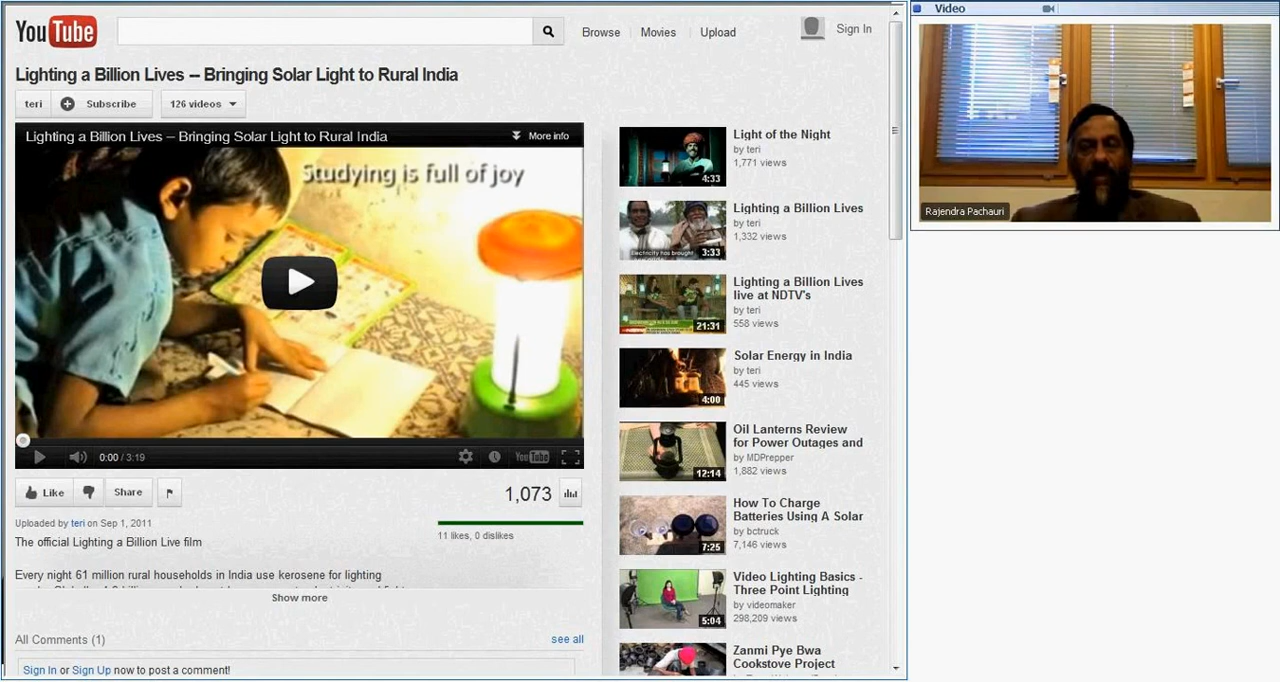 YouTube
Browse
Movies
Upload
Sign In
Lighting a Billion Lives -- Bringing Solar Light to Rural India
teri
Subscribe
126 videos
Lighting a Billion Lives -- Bringing Solar Light to Rural India
More info
Studying is full of joy
0:00 / 3:19
YouTube
Like
Share
1,073
Uploaded by teri on Sep 1, 2011
11 likes, 0 dislikes
The official Lighting a Billion Live film
Every night 61 million rural households in India use kerosene for lighting
Show more
All Comments (1)
see all
Sign In or Sign Up now to post a comment!
4:33
Light of the Night
by teri
1,771 views
Electricity has brought
3:33
Lighting a Billion Lives
by teri
1,332 views
21:31
Lighting a Billion Lives
live at NDTV's
by teri
558 views
4:00
Solar Energy in India
by teri
445 views
12:14
Oil Lanterns Review
for Power Outages and
by MDPrepper
1,882 views
7:25
How To Charge
Batteries Using A Solar
by bctruck
7,146 views
5:04
Video Lighting Basics -
Three Point Lighting
by videomaker
298,209 views
Zanmi Pye Bwa
Cookstove Project
Video
Rajendra Pachauri